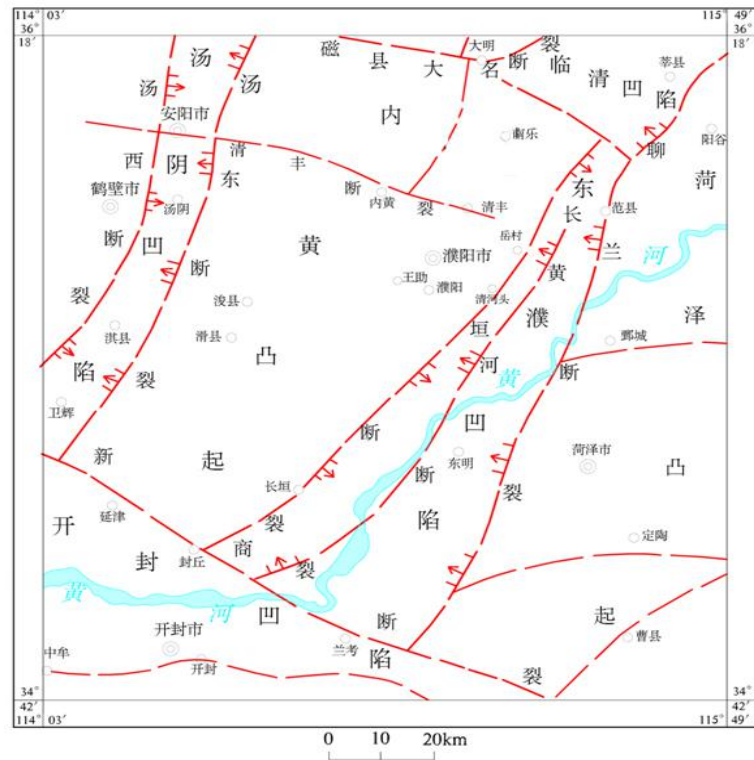 114° 03′
115° 49′
36° 18′
36° 18′
磁县大名断裂
大明
临清凹陷
莘县
阳谷
汤西断裂
汤阴凹陷
汤东断裂
安阳市
鹤壁市
汤阴
清丰断裂
内黄凸起
内黄
清丰
岳村
范县
濮阳市
王助
濮阳
清河头
浚县
滑县
淇县
卫辉
东濮凹陷
长垣断裂
黄河断裂
聊兰断裂
菏泽凸起
黄河
鄄城
菏泽市
东明
定陶
长垣
延津
封丘
新商断裂
开封凹陷
黄河
开封市
中牟
开封
兰考
曹县
34° 42′
34° 42′
114° 03′
115° 49′
0 10 20km